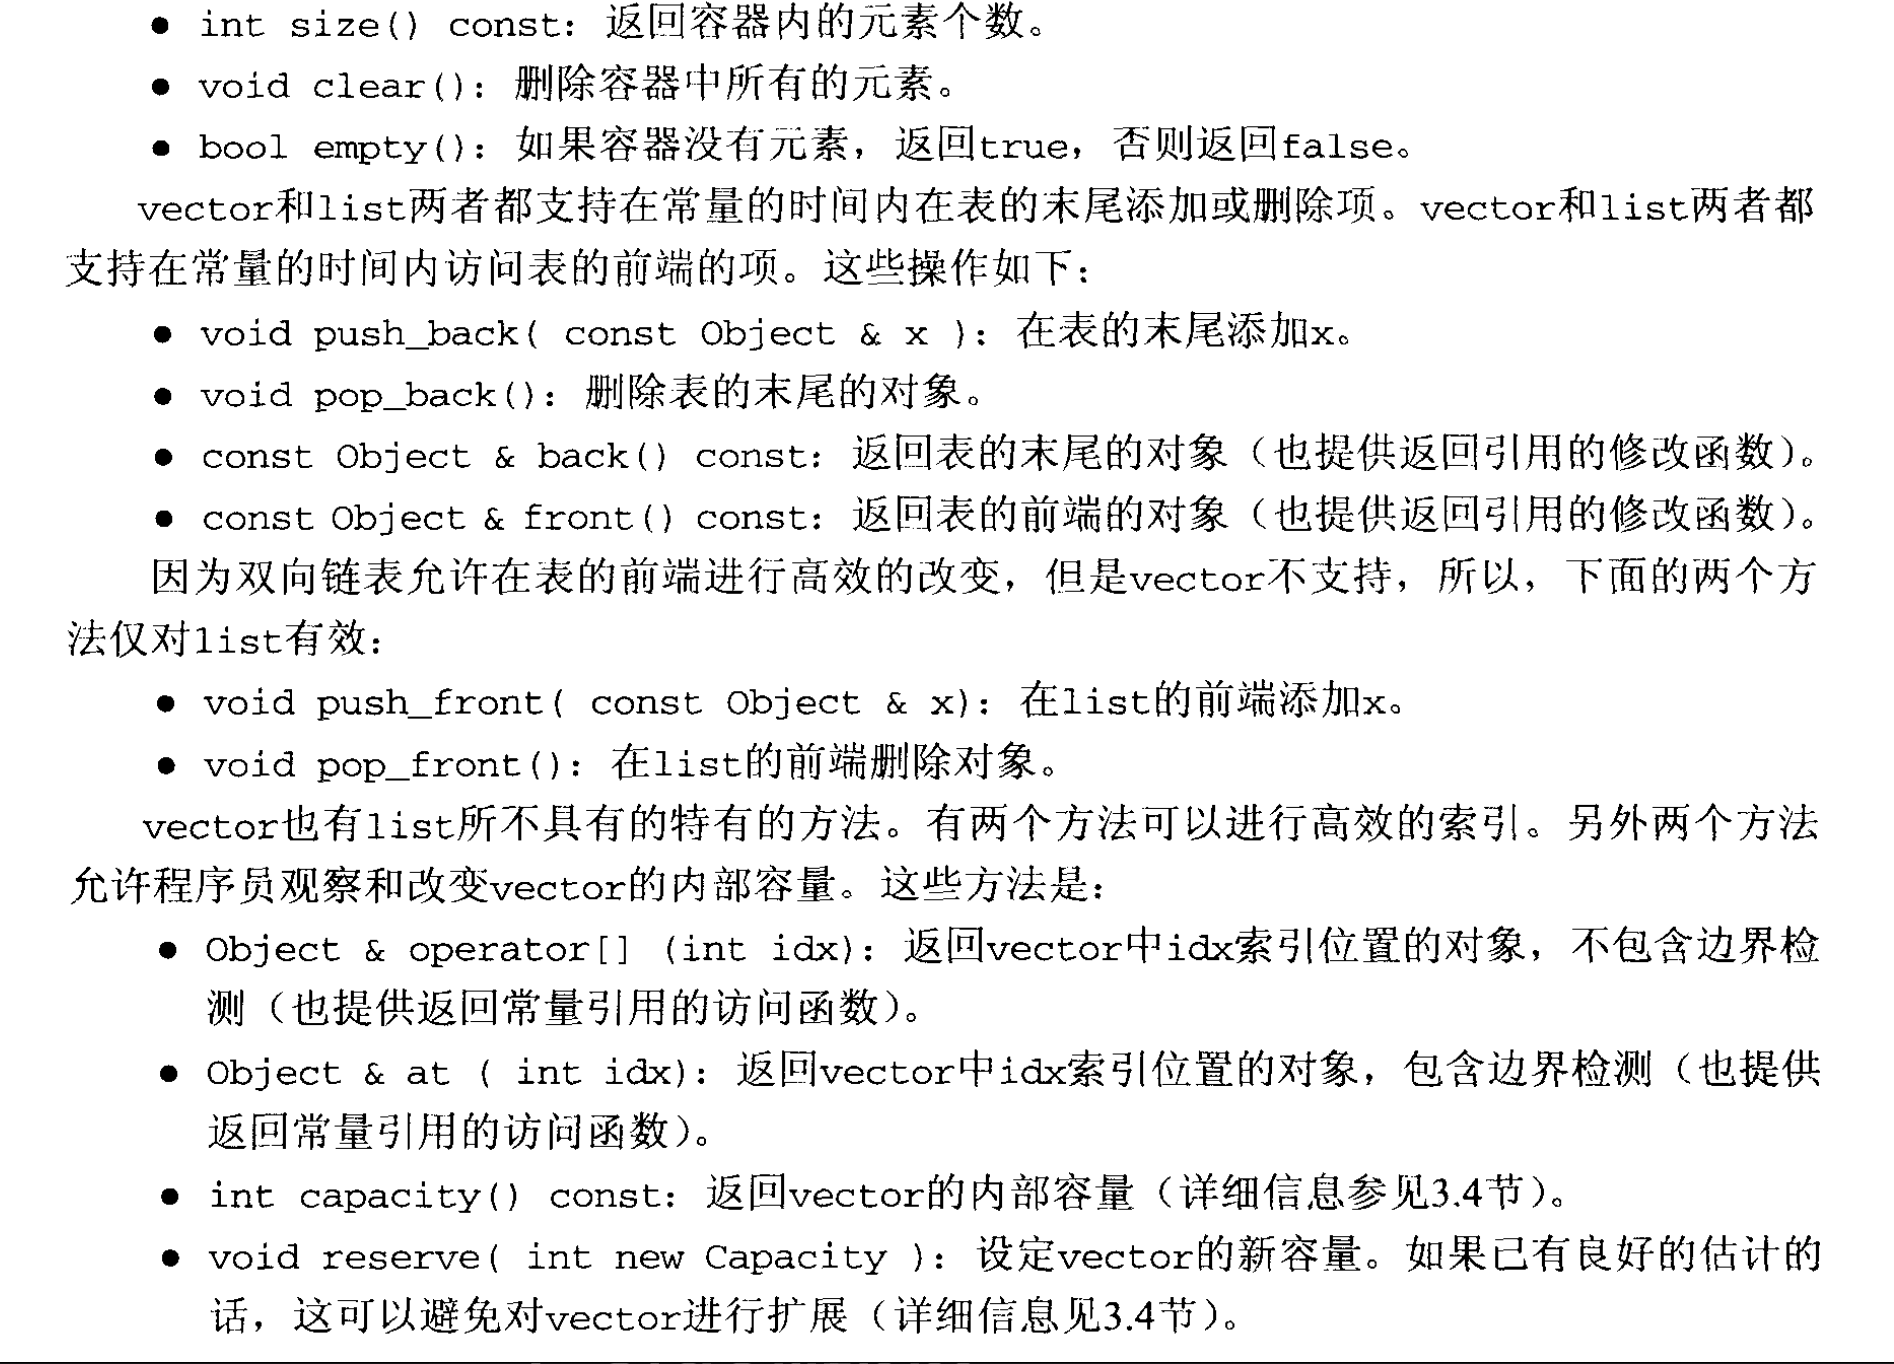 ● int size() const：返回容器内的元素个数。
● void clear()：删除容器中所有的元素。
● bool empty()：如果容器没有元素，返回true，否则返回false。
vector和list两者都支持在常量的时间内在表的末尾添加或删除项。vector和list两者都
支持在常量的时间内访问表的前端的项。这些操作如下：
● void push_back( const Object & x )：在表的末尾添加x。
● void pop_back()：删除表的末尾的对象。
● const Object & back() const：返回表的末尾的对象（也提供返回引用的修改函数）。
● const Object & front() const：返回表的前端的对象（也提供返回引用的修改函数）。
因为双向链表允许在表的前端进行高效的改变，但是vector不支持，所以，下面的两个方
法仅对list有效：
● void push_front( const Object & x)：在list的前端添加x。
● void pop_front()：在list的前端删除对象。
vector也有list所不具有的特有的方法。有两个方法可以进行高效的索引。另外两个方法
允许程序员观察和改变vector的内部容量。这些方法是：
● Object & operator[] (int idx)：返回vector中idx索引位置的对象，不包含边界检
测（也提供返回常量引用的访问函数）。
● Object & at ( int idx)：返回vector中idx索引位置的对象，包含边界检测（也提供
返回常量引用的访问函数）。
● int capacity() const：返回vector的内部容量（详细信息参见3.4节）。
● void reserve( int new Capacity )：设定vector的新容量。如果已有良好的估计的
话，这可以避免对vector进行扩展（详细信息见3.4节）。